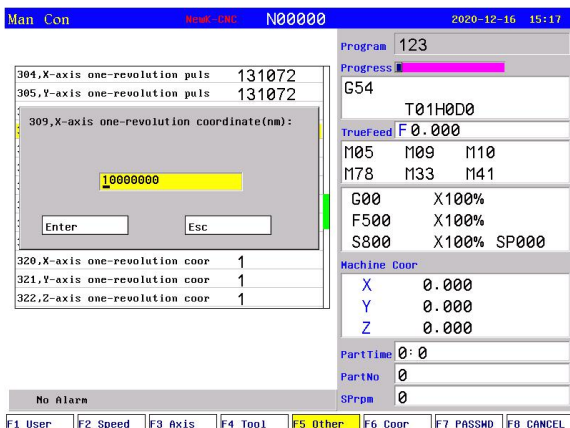 Man Con NewK-CNC N00000 2020-12-16 15:17
Program 123
Progress
G54
T01H0D0
TrueFeed F0.000
M05 M09 M10
M78 M33 M41
G00 X100%
F500 X100%
S800 X100% SP000
Machine Coor
X 0.000
Y 0.000
Z 0.000
PartTime 0:0
PartNo 0
SPrpm 0
304,X-axis one-revolution puls 131072
305,Y-axis one-revolution puls 131072
309,X-axis one-revolution coordinate(nm):
10000000
Enter Esc
320,X-axis one-revolution coor 1
321,Y-axis one-revolution coor 1
322,Z-axis one-revolution coor 1
No Alarm
F1 User F2 Speed F3 Axis F4 Tool F5 Other F6 Coor F7 PASSWD F8 CANCEL